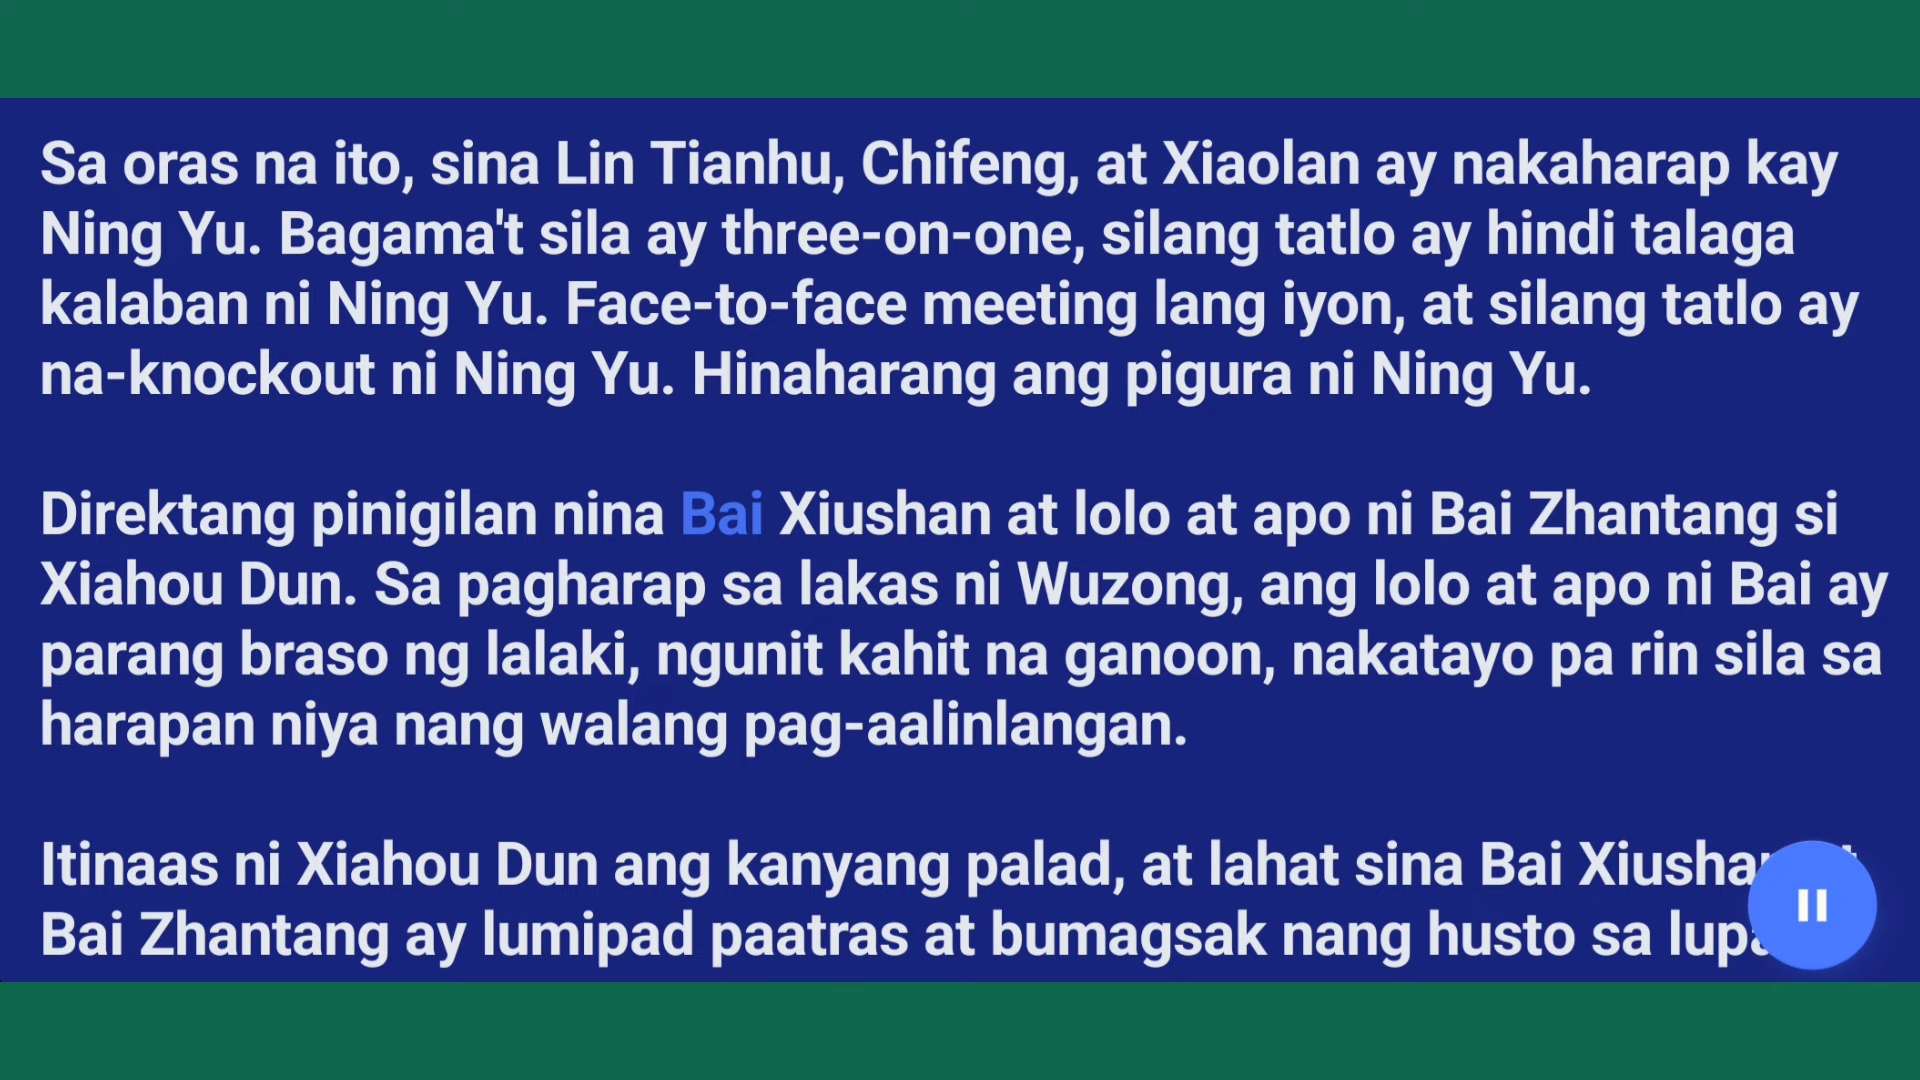 Sa oras na ito, sina Lin Tianhu, Chifeng, at Xiaolan ay nakaharap kay
Ning Yu. Bagama't sila ay three-on-one, silang tatlo ay hindi talaga
kalaban ni Ning Yu. Face-to-face meeting lang iyon, at silang tatlo ay
na-knockout ni Ning Yu. Hinaharang ang pigura ni Ning Yu.
Direktang pinigilan nina Bai Xiushan at lolo at apo ni Bai Zhantang si
Xiahou Dun. Sa pagharap sa lakas ni Wuzong, ang lolo at apo ni Bai ay
parang braso ng lalaki, ngunit kahit na ganoon, nakatayo pa rin sila sa
harapan niya nang walang pag-aalinlangan.
Itinaas ni Xiahou Dun ang kanyang palad, at lahat sina Bai
Bai Zhantang ay lumipad paatras at bumagsak nang husto sa